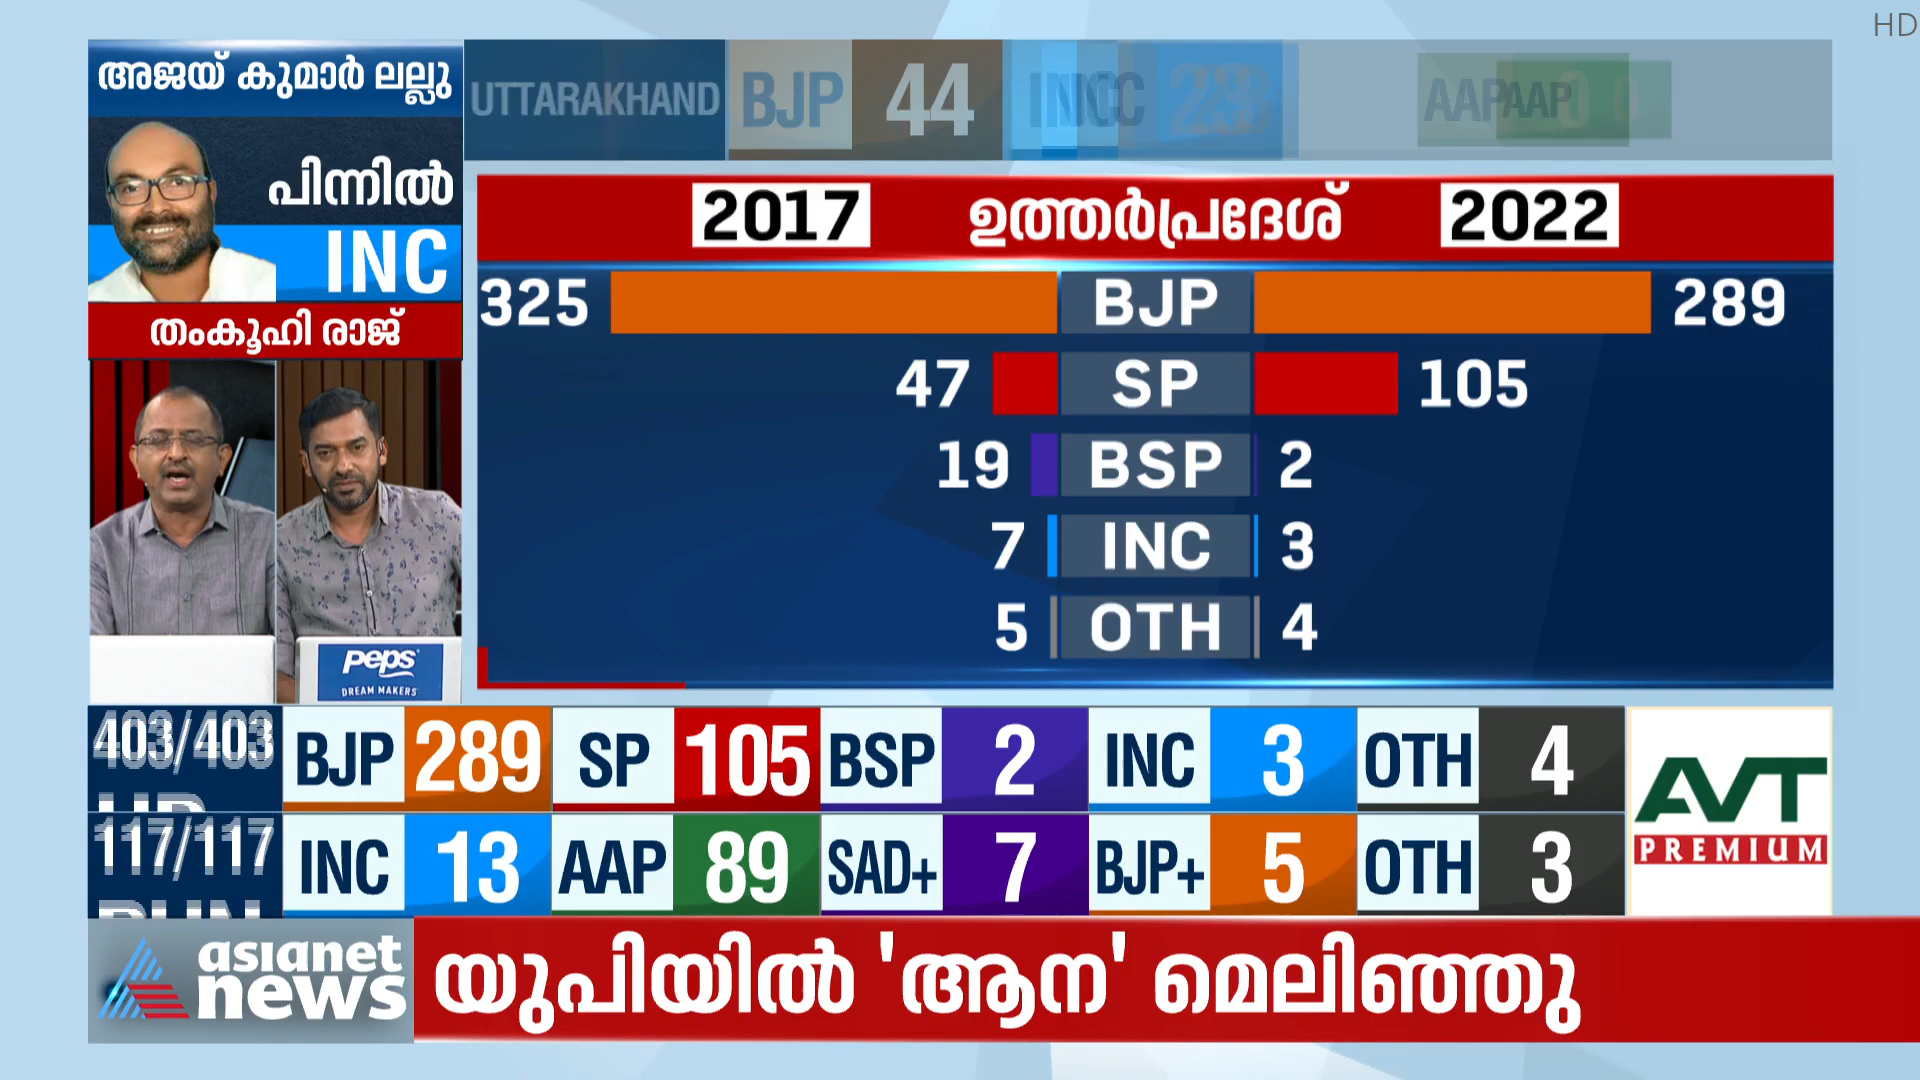 HD
അജയ് കുമാർ ലല്ലു
പിന്നിൽ
INC
തംകൂഹി രാജ്
UTTARAKHAND BJP 44
2017 ഉത്തർപ്രദേശ് 2022
325 BJP 289
47 SP 105
19 BSP 2
7 INC 3
5 OTH 4
peps
DREAM MAKERS
403/403 BJP 289 SP 105 BSP 2 INC 3 OTH 4
117/117 INC 13 AAP 89 SAD+ 7 BJP+ 5 OTH 3
AVT
PREMIUM
asianet
news
യുപിയിൽ 'ആന' മെലിഞ്ഞു